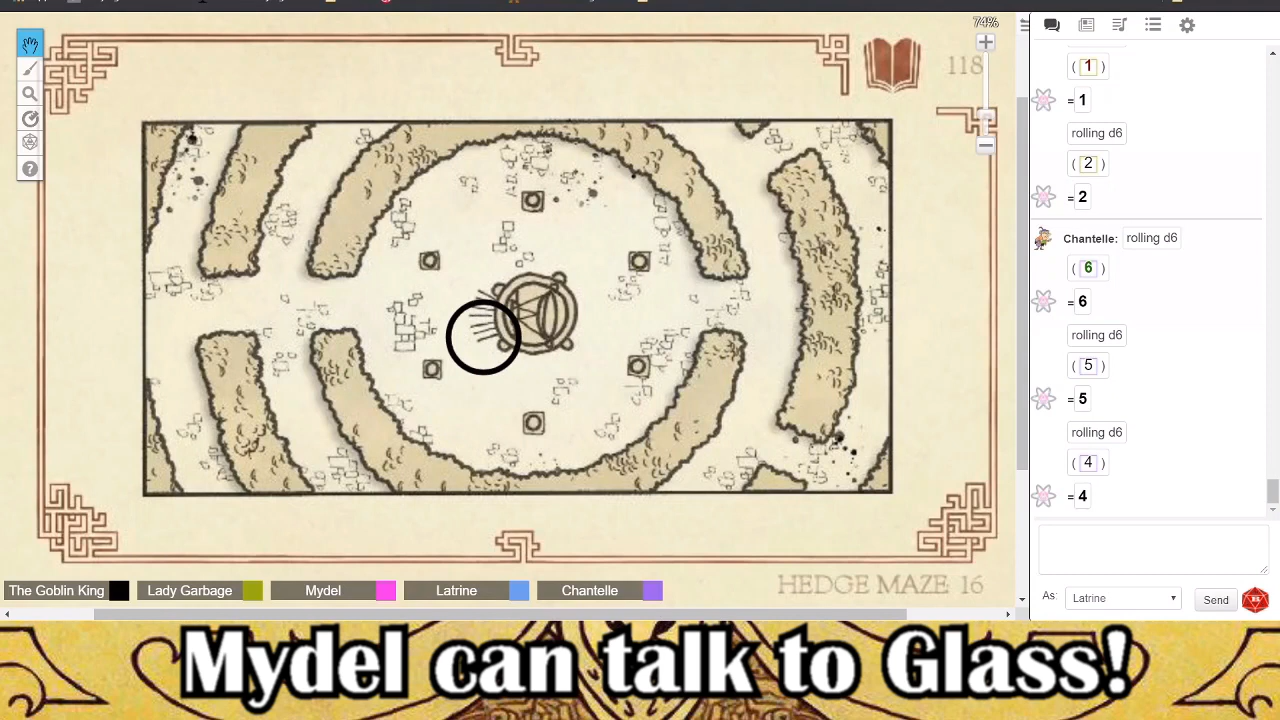 74%
118
(1)
=1
rolling d6
(2)
=2
Chantelle: rolling d6
(6)
=6
rolling d6
(5)
=5
rolling d6
(4)
=4
The Goblin King
Lady Garbage
Mydel
Latrine
Chantelle
HEDGE MAZE 16
As: Latrine
Send
Mydel can talk to Glass!